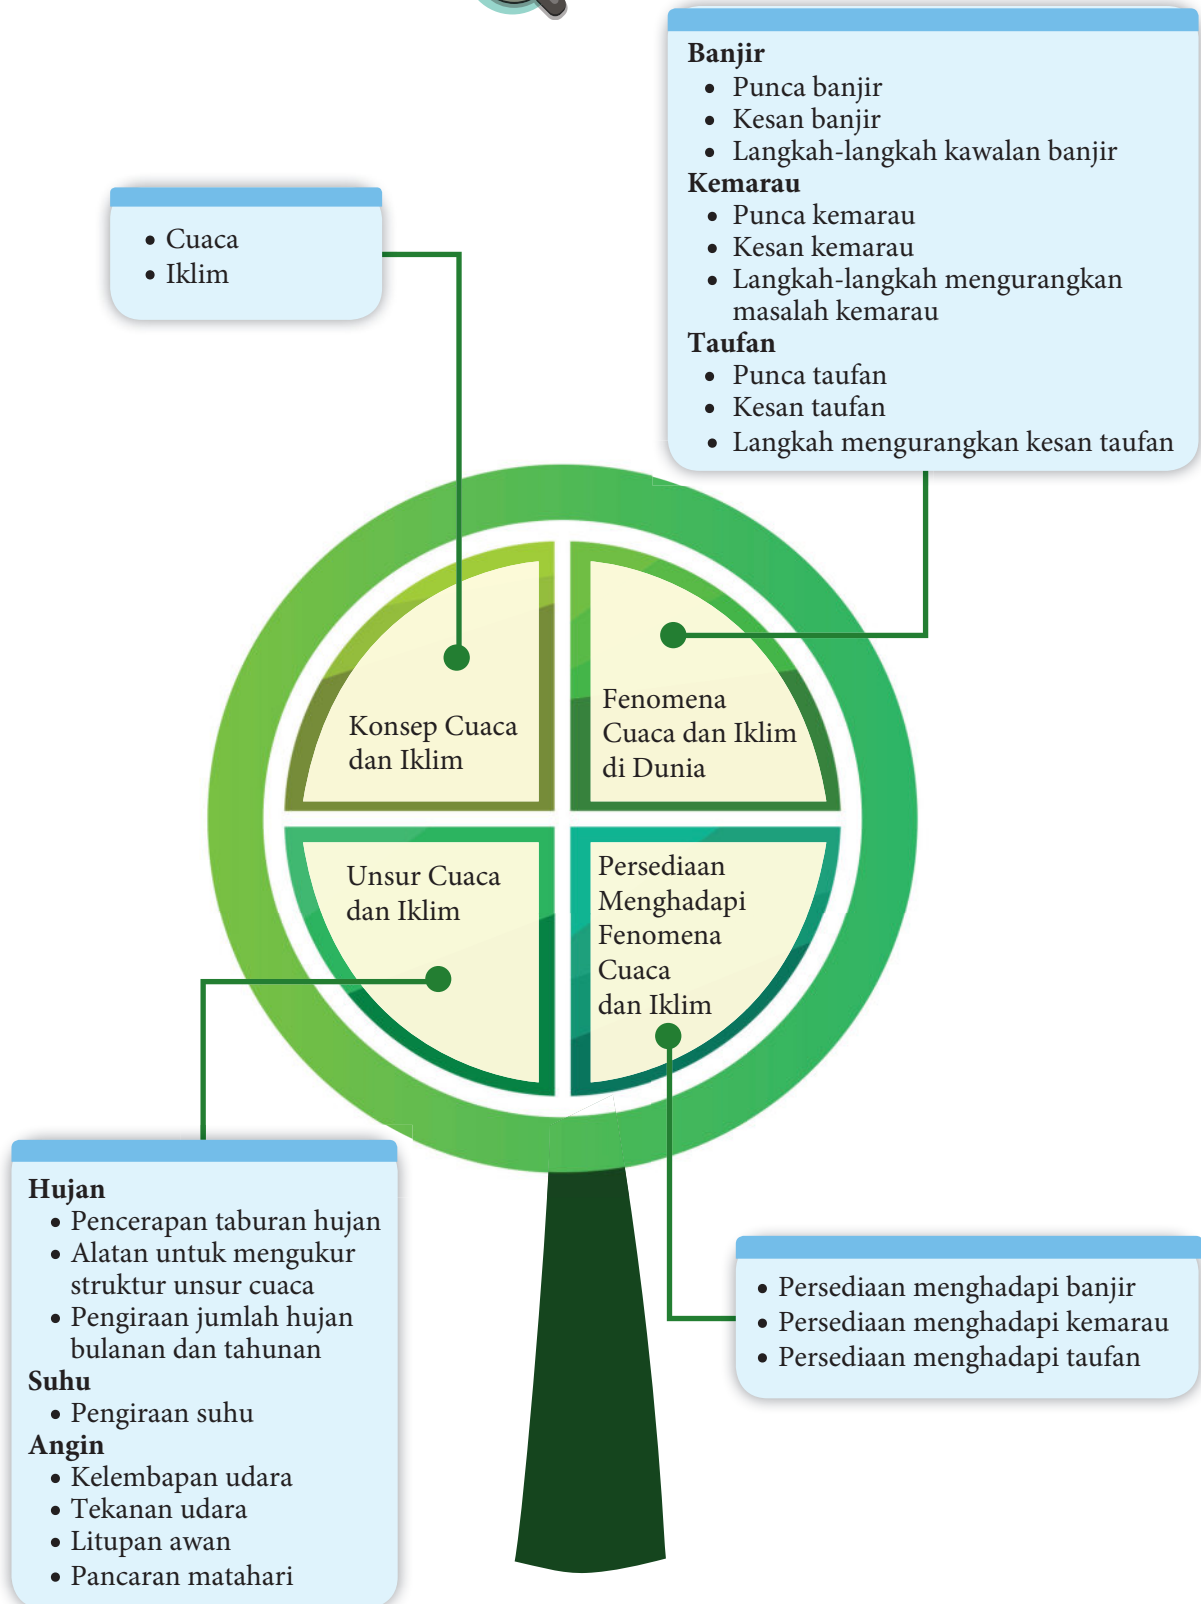 Banjir
• Punca banjir
• Kesan banjir
• Langkah-langkah kawalan banjir
Kemarau
• Punca kemarau
• Kesan kemarau
• Langkah-langkah mengurangkan
masalah kemarau
Taufan
• Punca taufan
• Kesan taufan
• Langkah mengurangkan kesan taufan
• Cuaca
• Iklim
Konsep Cuaca
dan Iklim
Fenomena
Cuaca dan Iklim
di Dunia
Unsur Cuaca
dan Iklim
Persediaan
Menghadapi
Fenomena
Cuaca
dan Iklim
Hujan
• Pencerapan taburan hujan
• Alatan untuk mengukur
struktur unsur cuaca
• Pengiraan jumlah hujan
bulanan dan tahunan
Suhu
• Pengiraan suhu
Angin
• Kelembapan udara
• Tekanan udara
• Litupan awan
• Pancaran matahari
• Persediaan menghadapi banjir
• Persediaan menghadapi kemarau
• Persediaan menghadapi taufan